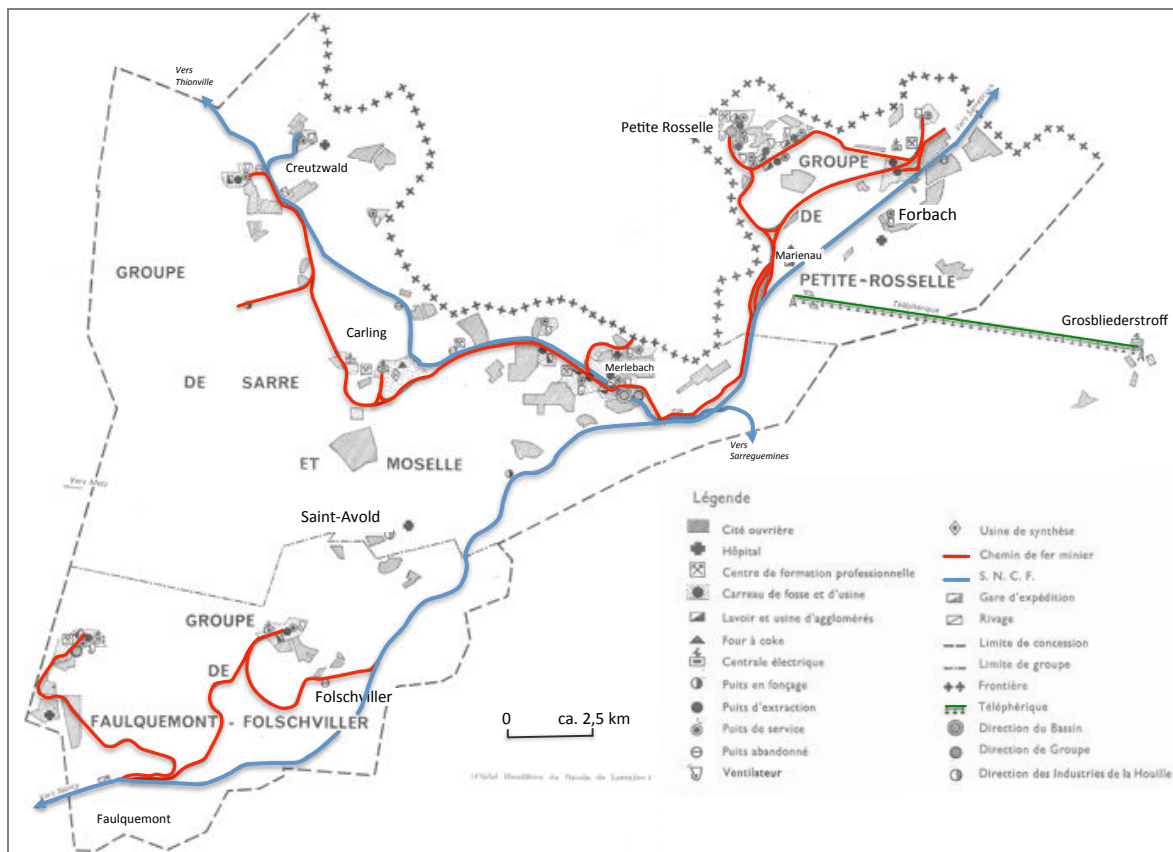 Vers
Thionville
Creutzwald
Petite Rosselle
GROUPE
DE
Forbach
Marienau
PETITE-ROSSELLE
Téléphérique
Grosbliederstroff
GROUPE
Carling
DE SARRE
Merlebach
ET MOSELLE
Vers
Sarreguemines
Vers Metz
Saint-Avold
GROUPE
DE
Folschviller
FAULQUEMONT - FOLSCHVILLER
Vers Nancy
Faulquemont
0 ca. 2,5 km
Légende
Cité ouvrière
Hôpital
Centre de formation professionnelle
Carreau de fosse et d'usine
Lavoir et usine d'agglomérés
Four à coke
Centrale électrique
Puits en fonçage
Puits d'extraction
Puits de service
Puits abandonné
Ventilateur
Usine de synthèse
Chemin de fer minier
S. N. C. F.
Gare d'expédition
Rivage
Limite de concession
Limite de groupe
Frontière
Téléphérique
Direction du Bassin
Direction de Groupe
Direction des Industries de la Houille